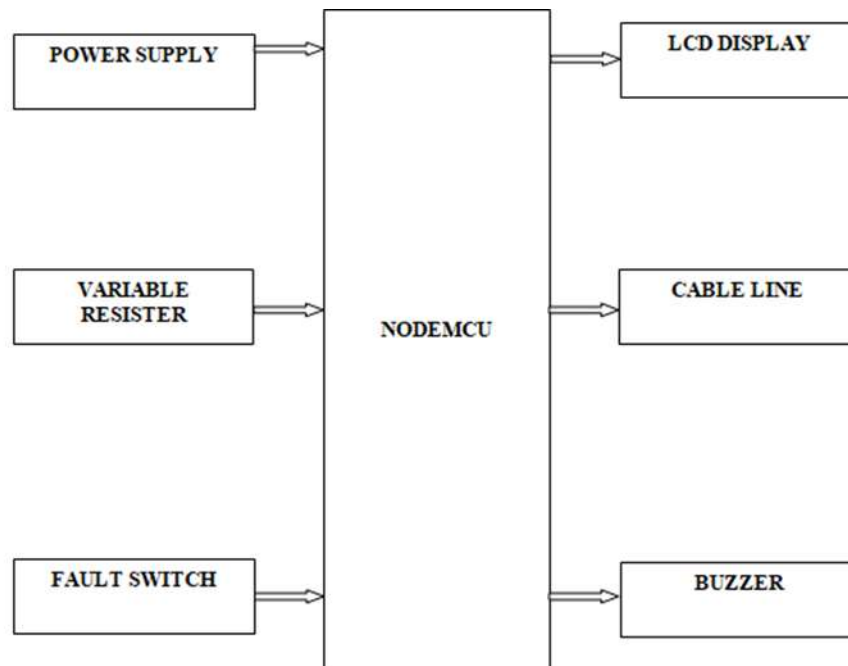 POWER SUPPLY
LCD DISPLAY
VARIABLE
RESISTER
CABLE LINE
NODEMCU
FAULT SWITCH
BUZZER